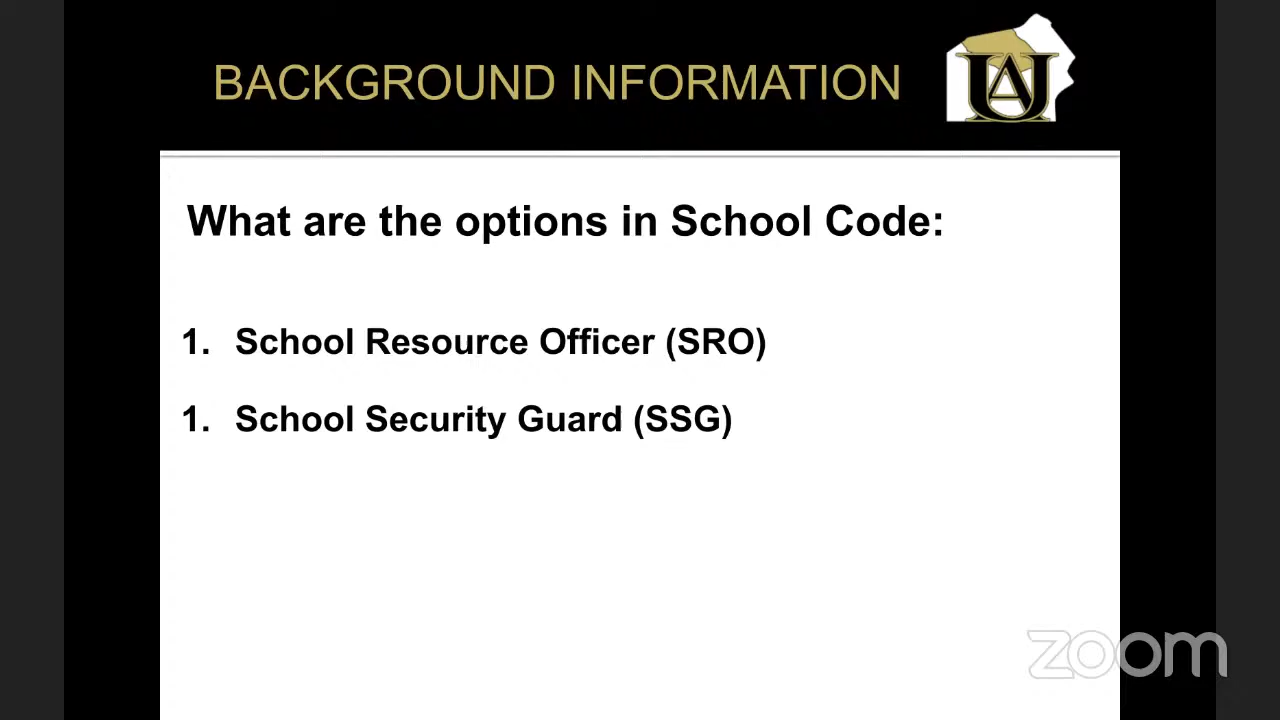 BACKGROUND INFORMATION
UA
What are the options in School Code:
1. School Resource Officer (SRO)
1. School Security Guard (SSG)
zoom